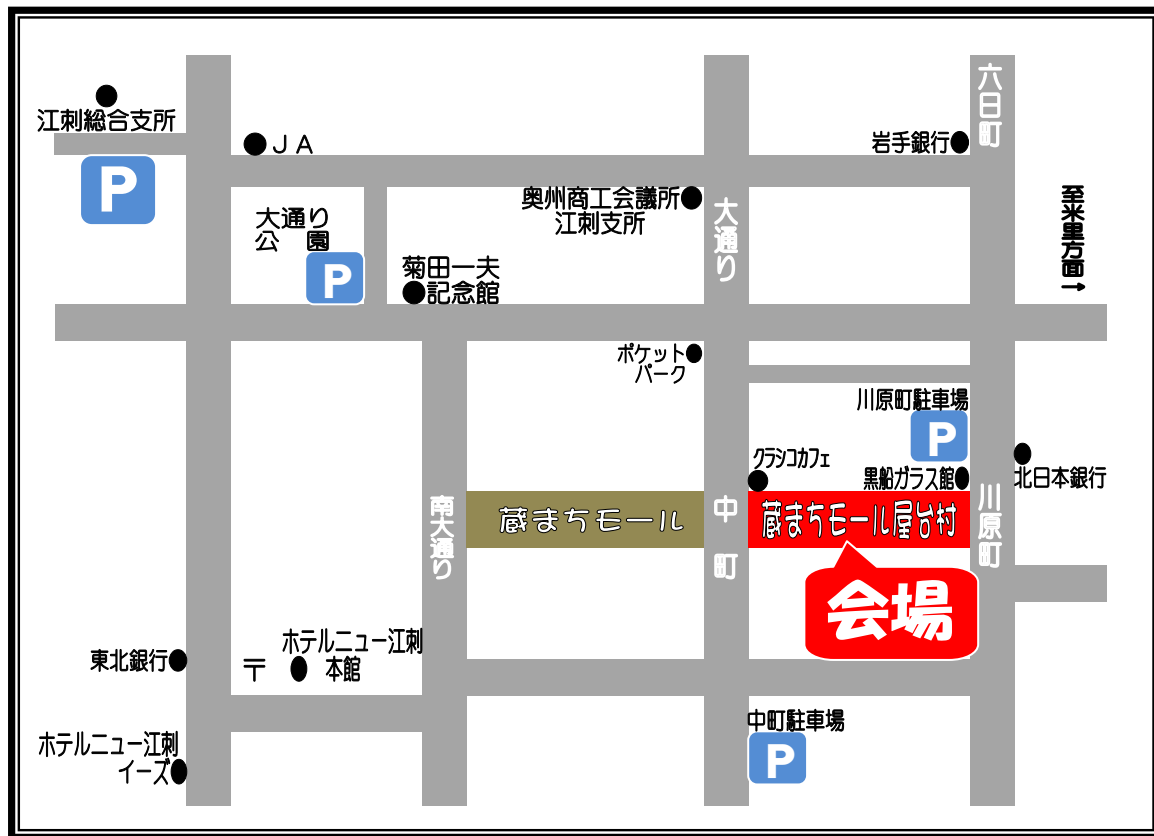 六日町
江刺総合支所
P
ＪＡ
岩手銀行
奥州商工会議所
江刺支所
大通り
至米里方面→
大通り
公園
P
菊田一夫
記念館
ポケット
パーク
川原町駐車場
P
クラシコカフェ
黒船ガラス館
北日本銀行
南大通り
蔵まちモール
中町
蔵まちモール屋台村
川原町
会場
東北銀行
〒
ホテルニュー江刺
本館
中町駐車場
P
ホテルニュー江刺
イーズ